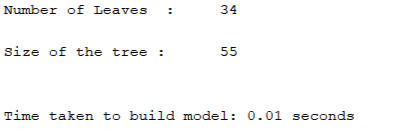 Number of Leaves  :     34
Size of the tree :      55
Time taken to build model: 0.01 seconds